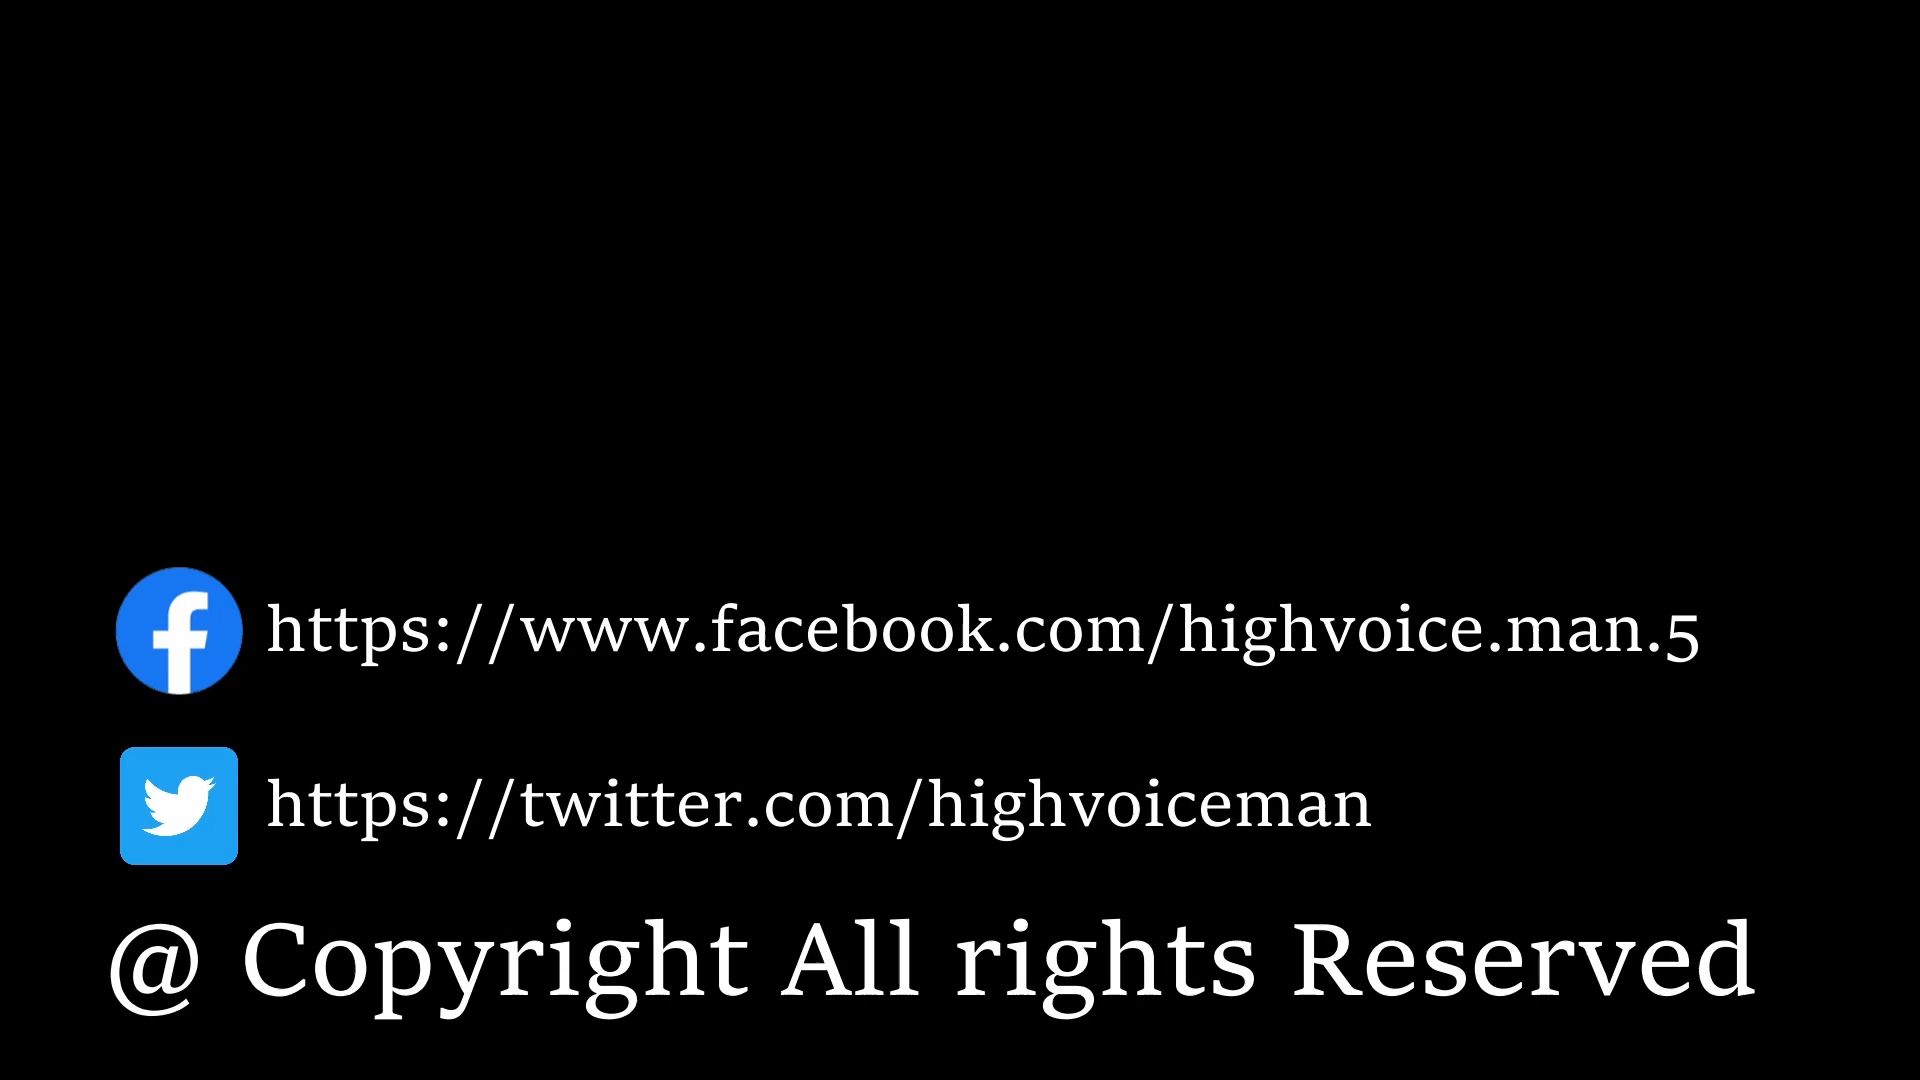 https://www.facebook.com/highvoice.man.5
https://twitter.com/highvoiceman
@ Copyright All rights Reserved